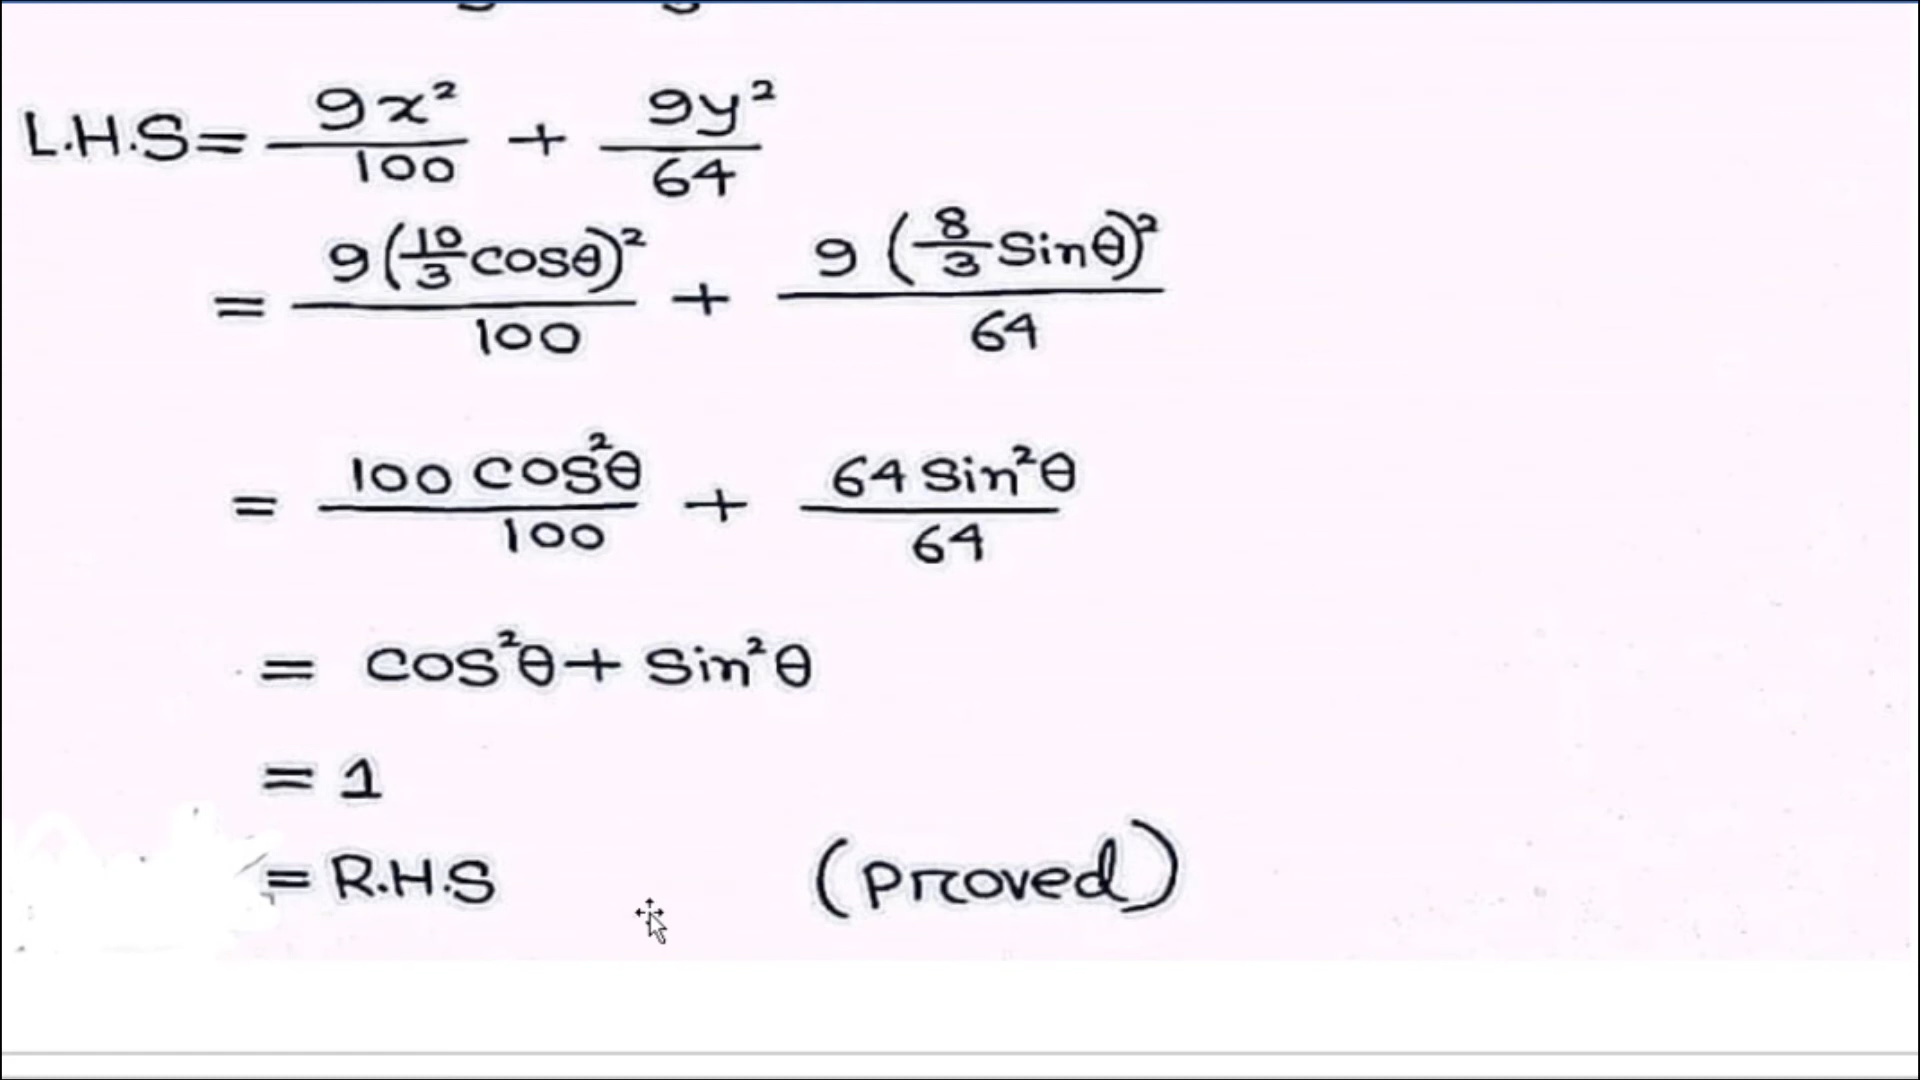 L.H.S = 9x²/100 + 9y²/64
= 9(10/3 cosθ)²/100 + 9(8/3 Sinθ)²/64
= 100 cos²θ/100 + 64 Sin²θ/64
= cos²θ + Sin²θ
= 1
= R.H.S (proved)